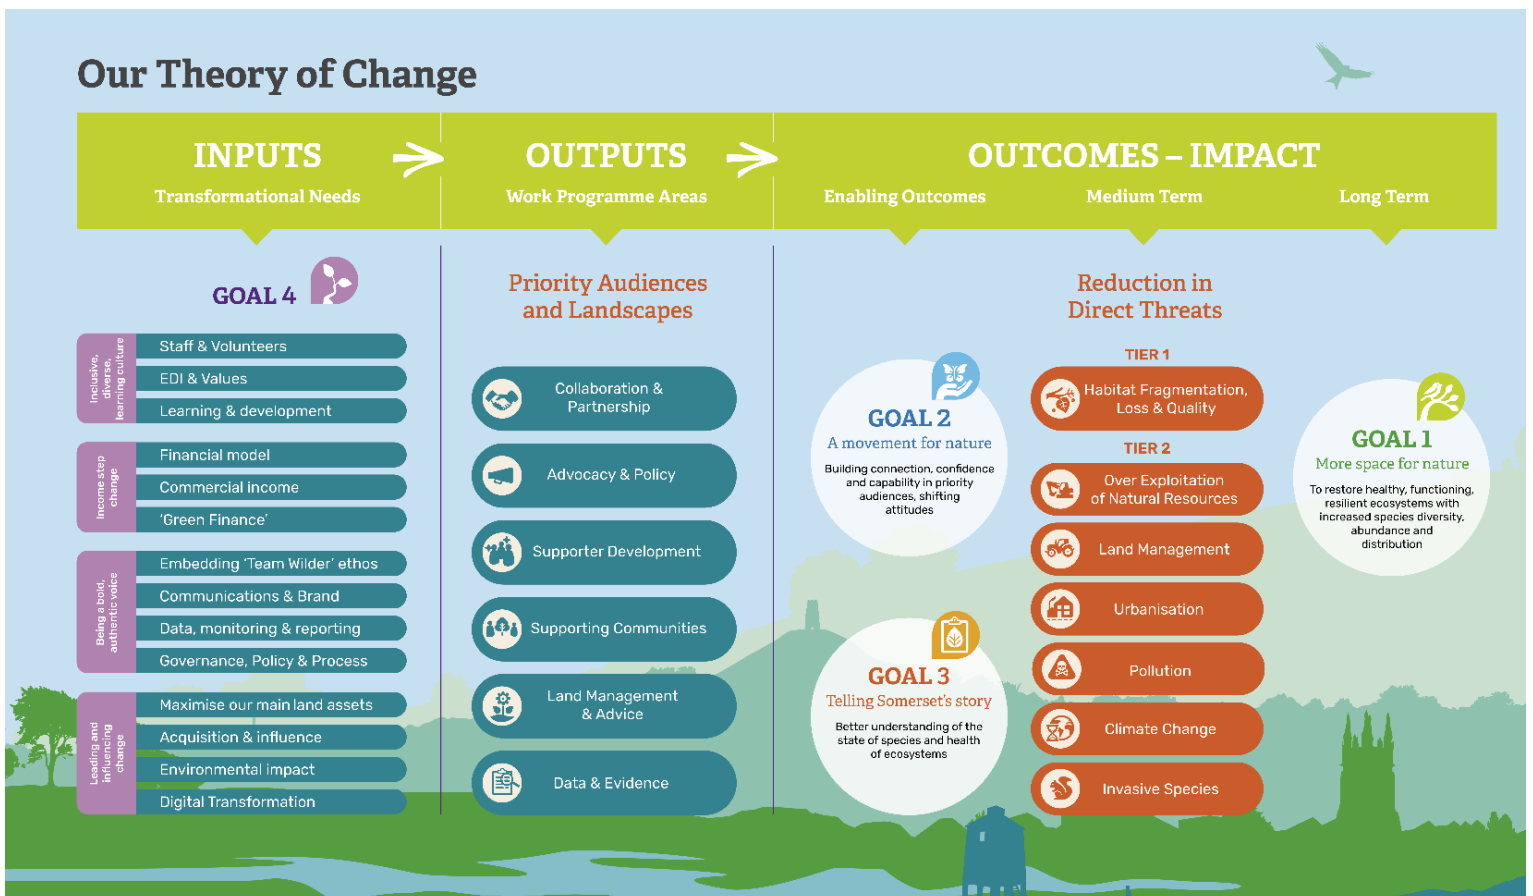 Our Theory of Change
INPUTS
Transformational Needs
OUTPUTS
Work Programme Areas
OUTCOMES – IMPACT
Enabling Outcomes
Medium Term
Long Term
GOAL 4
Inclusive,
diverse,
learning culture
Staff & Volunteers
EDI & Values
Learning & development
Income step
change
Financial model
Commercial income
‘Green Finance’
Being a bold,
authentic voice
Embedding ‘Team Wilder’ ethos
Communications & Brand
Data, monitoring & reporting
Governance, Policy & Process
Leading and
influencing
change
Maximise our main land assets
Acquisition & influence
Environmental impact
Digital Transformation
Priority Audiences
and Landscapes
Collaboration &
Partnership
Advocacy & Policy
Supporter Development
Supporting Communities
Land Management
& Advice
Data & Evidence
GOAL 2
A movement for nature
Building connection, confidence
and capability in priority
audiences, shifting
attitudes
GOAL 3
Telling Somerset's story
Better understanding of the
state of species and health
of ecosystems
Reduction in
Direct Threats
TIER 1
Habitat Fragmentation,
Loss & Quality
TIER 2
Over Exploitation
of Natural Resources
Land Management
Urbanisation
Pollution
Climate Change
Invasive Species
GOAL 1
More space for nature
To restore healthy, functioning,
resilient ecosystems with
increased species diversity,
abundance and
distribution